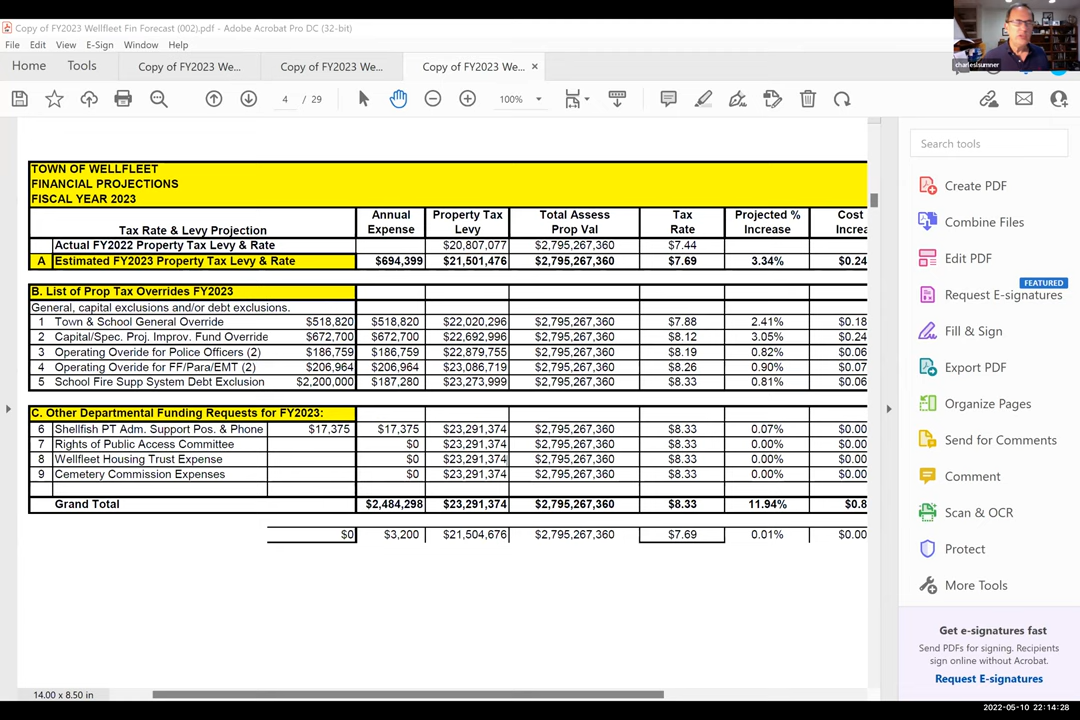 Copy of FY2023 Wellfleet Fin Forecast (002).pdf - Adobe Acrobat Pro DC (32-bit)
File Edit View E-Sign Window Help
Home Tools Copy of FY2023 We... Copy of FY2023 We... Copy of FY2023 We... ×
4 / 29 100%
charles sumner
TOWN OF WELLFLEET
FINANCIAL PROJECTIONS
FISCAL YEAR 2023
Tax Rate & Levy Projection Annual Expense Property Tax Levy Total Assess Prop Val Tax Rate Projected % Increase Cost Increa
Actual FY2022 Property Tax Levy & Rate $20,807,077 $2,795,267,360 $7.44
A Estimated FY2023 Property Tax Levy & Rate $694,399 $21,501,476 $2,795,267,360 $7.69 3.34% $0.24
B. List of Prop Tax Overrides FY2023
General, capital exclusions and/or debt exclusions.
1 Town & School General Override $518,820 $518,820 $22,020,296 $2,795,267,360 $7.88 2.41% $0.18
2 Capital/Spec. Proj. Improv. Fund Override $672,700 $672,700 $22,692,996 $2,795,267,360 $8.12 3.05% $0.24
3 Operating Overide for Police Officers (2) $186,759 $186,759 $22,879,755 $2,795,267,360 $8.19 0.82% $0.06
4 Operating Overide for FF/Para/EMT (2) $206,964 $206,964 $23,086,719 $2,795,267,360 $8.26 0.90% $0.07
5 School Fire Supp System Debt Exclusion $2,200,000 $187,280 $23,273,999 $2,795,267,360 $8.33 0.81% $0.06
C. Other Departmental Funding Requests for FY2023:
6 Shellfish PT Adm. Support Pos. & Phone $17,375 $17,375 $23,291,374 $2,795,267,360 $8.33 0.07% $0.00
7 Rights of Public Access Committee $0 $23,291,374 $2,795,267,360 $8.33 0.00% $0.00
8 Wellfleet Housing Trust Expense $0 $23,291,374 $2,795,267,360 $8.33 0.00% $0.00
9 Cemetery Commission Expenses $0 $23,291,374 $2,795,267,360 $8.33 0.00% $0.00
Grand Total $2,484,298 $23,291,374 $2,795,267,360 $8.33 11.94% $0.8
$0 $3,200 $21,504,676 $2,795,267,360 $7.69 0.01% $0.00
14.00 x 8.50 in
Search tools
Create PDF
Combine Files
Edit PDF
FEATURED
Request E-signatures
Fill & Sign
Export PDF
Organize Pages
Send for Comments
Comment
Scan & OCR
Protect
More Tools
Get e-signatures fast
Send PDFs for signing. Recipients
sign online without Acrobat.
Request E-signatures
2022-05-10 22:14:28